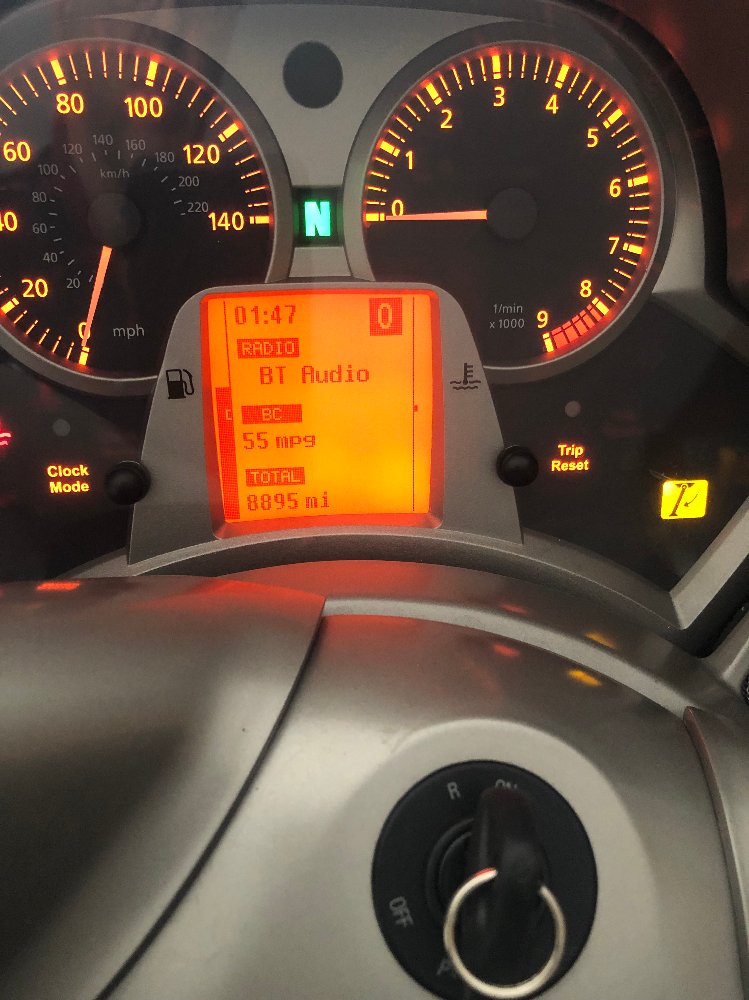 80
100
60
120
40
140
20
0
120
140
160
100
180
80
200
60
220
40
20
km/h
mph
N
0
1
2
3
4
5
6
7
8
9
1/min
x 1000
01:47
0
RADIO
BT Audio
BC
55 mpg
TOTAL
8895 mi
Clock
Mode
Trip
Reset
R
ON
OFF